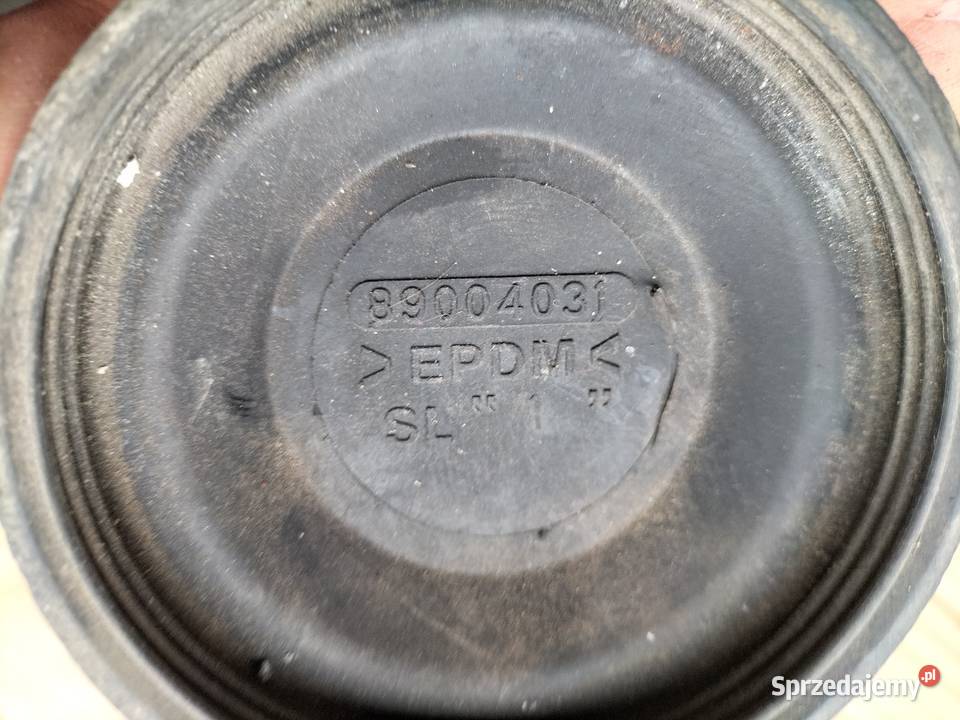 89004031
>EPDM<
SL "1 "
Sprzedajemy.pl